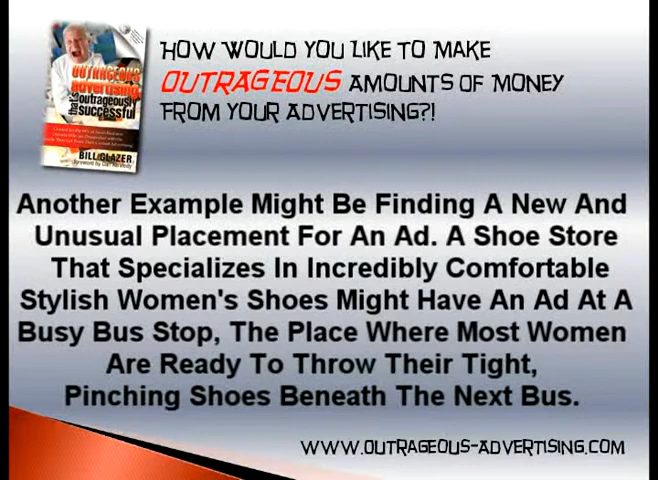 HOW WOULD YOU LIKE TO MAKE
OUTRAGEOUS AMOUNTS OF MONEY
FROM YOUR ADVERTISING?!
OUTRAGEOUS
advertising
that's outrageously
successful
BILL GLAZER
Another Example Might Be Finding A New And
Unusual Placement For An Ad. A Shoe Store
That Specializes In Incredibly Comfortable
Stylish Women's Shoes Might Have An Ad At A
Busy Bus Stop, The Place Where Most Women
Are Ready To Throw Their Tight,
Pinching Shoes Beneath The Next Bus.
WWW.OUTRAGEOUS-ADVERTISING.COM